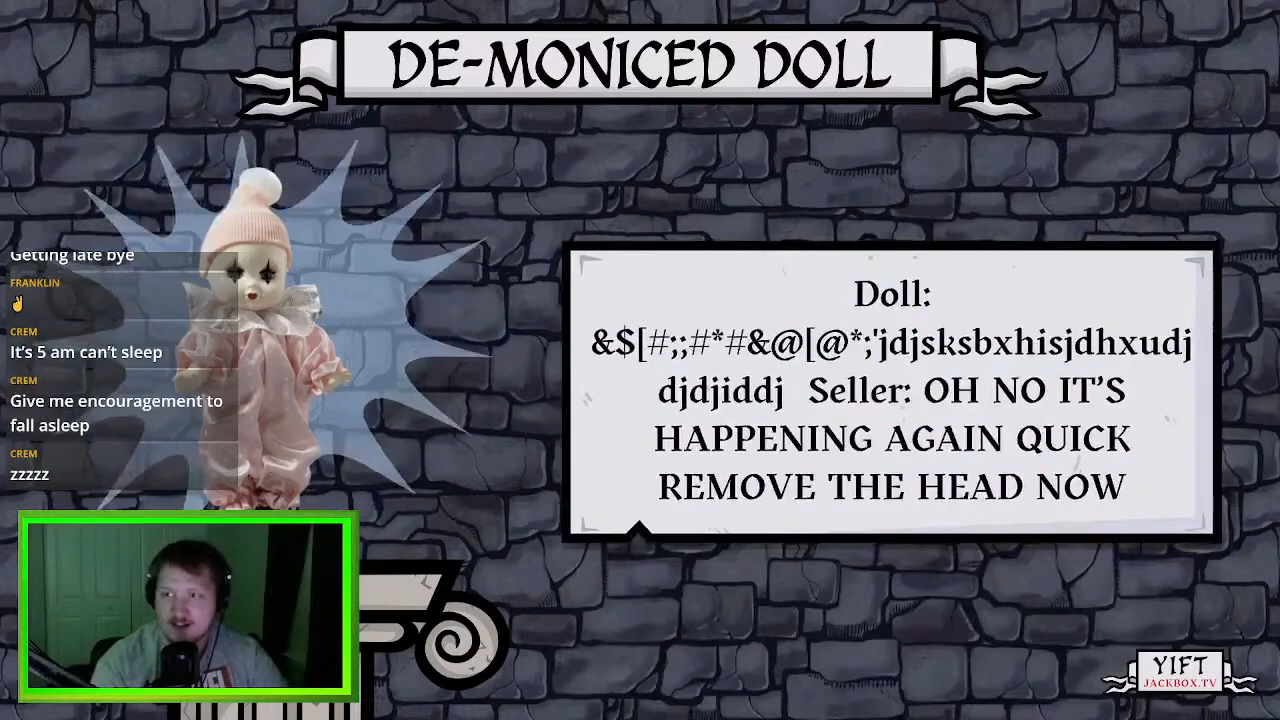 DE-MONICED DOLL
Getting late bye
FRANKLIN
✌
CREM
It's 5 am can't sleep
CREM
Give me encouragement to
fall asleep
CREM
zzzzz
Doll:
&$[#;;#*#&@[@*;'jdjsksbxhisjdhxudj
djdjiddj  Seller: OH NO IT'S
HAPPENING AGAIN QUICK
REMOVE THE HEAD NOW
YIFT
JACKBOX.TV